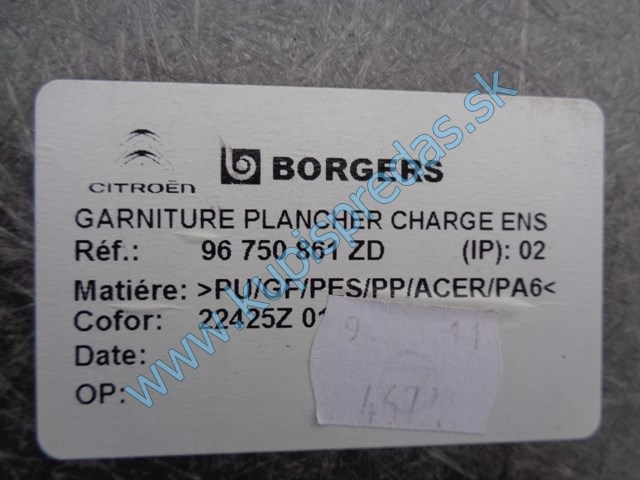 CITROËN BORGERS
GARNITURE PLANCHER CHARGE ENS
Réf.: 96 750 861 ZD (IP): 02
Matiére: >PU/GF/PES/PP/ACER/PA6<
Cofor: 22425Z 01
Date:
OP:
9 11
www.kupispredas.sk